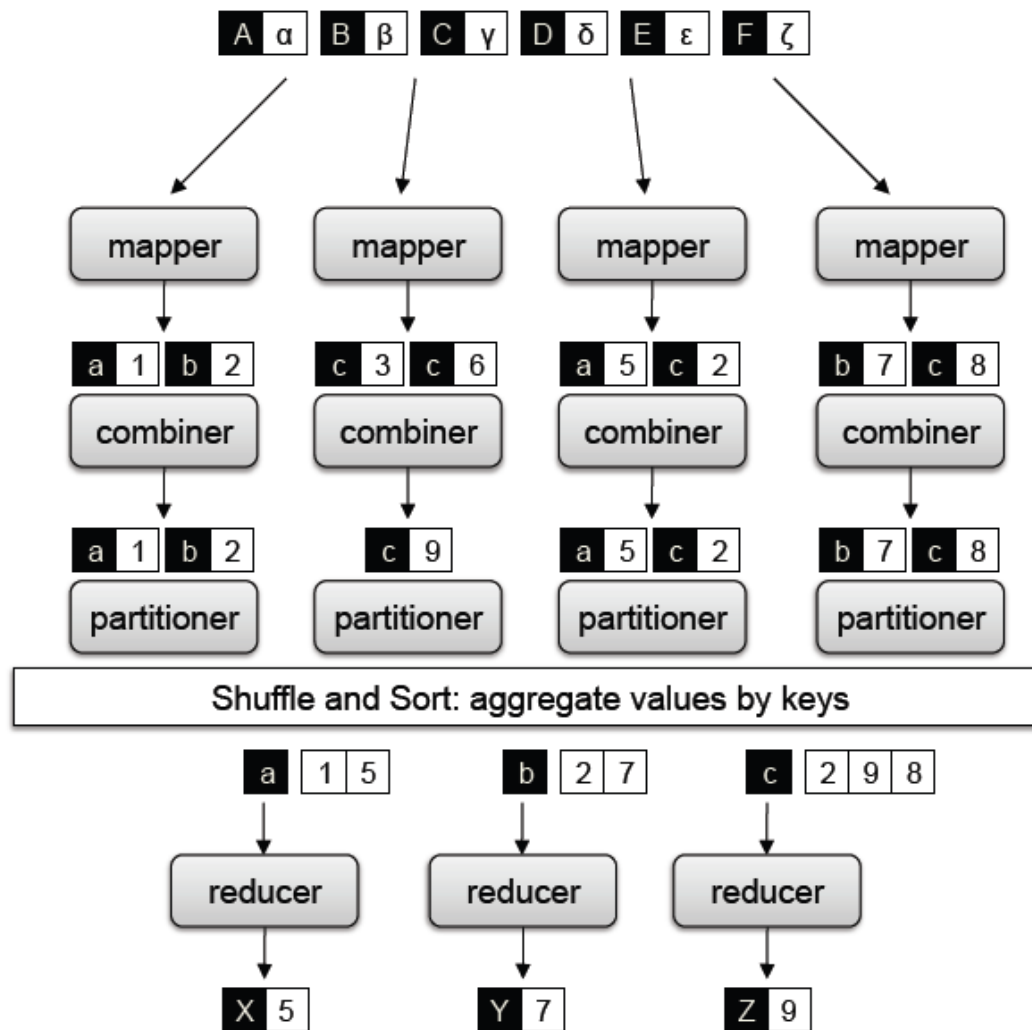 A α B β C γ D δ E ε F ζ
mapper mapper mapper mapper
a 1 b 2 c 3 c 6 a 5 c 2 b 7 c 8
combiner combiner combiner combiner
a 1 b 2 c 9 a 5 c 2 b 7 c 8
partitioner partitioner partitioner partitioner
Shuffle and Sort: aggregate values by keys
a 1 5 b 2 7 c 2 9 8
reducer reducer reducer
X 5 Y 7 Z 9